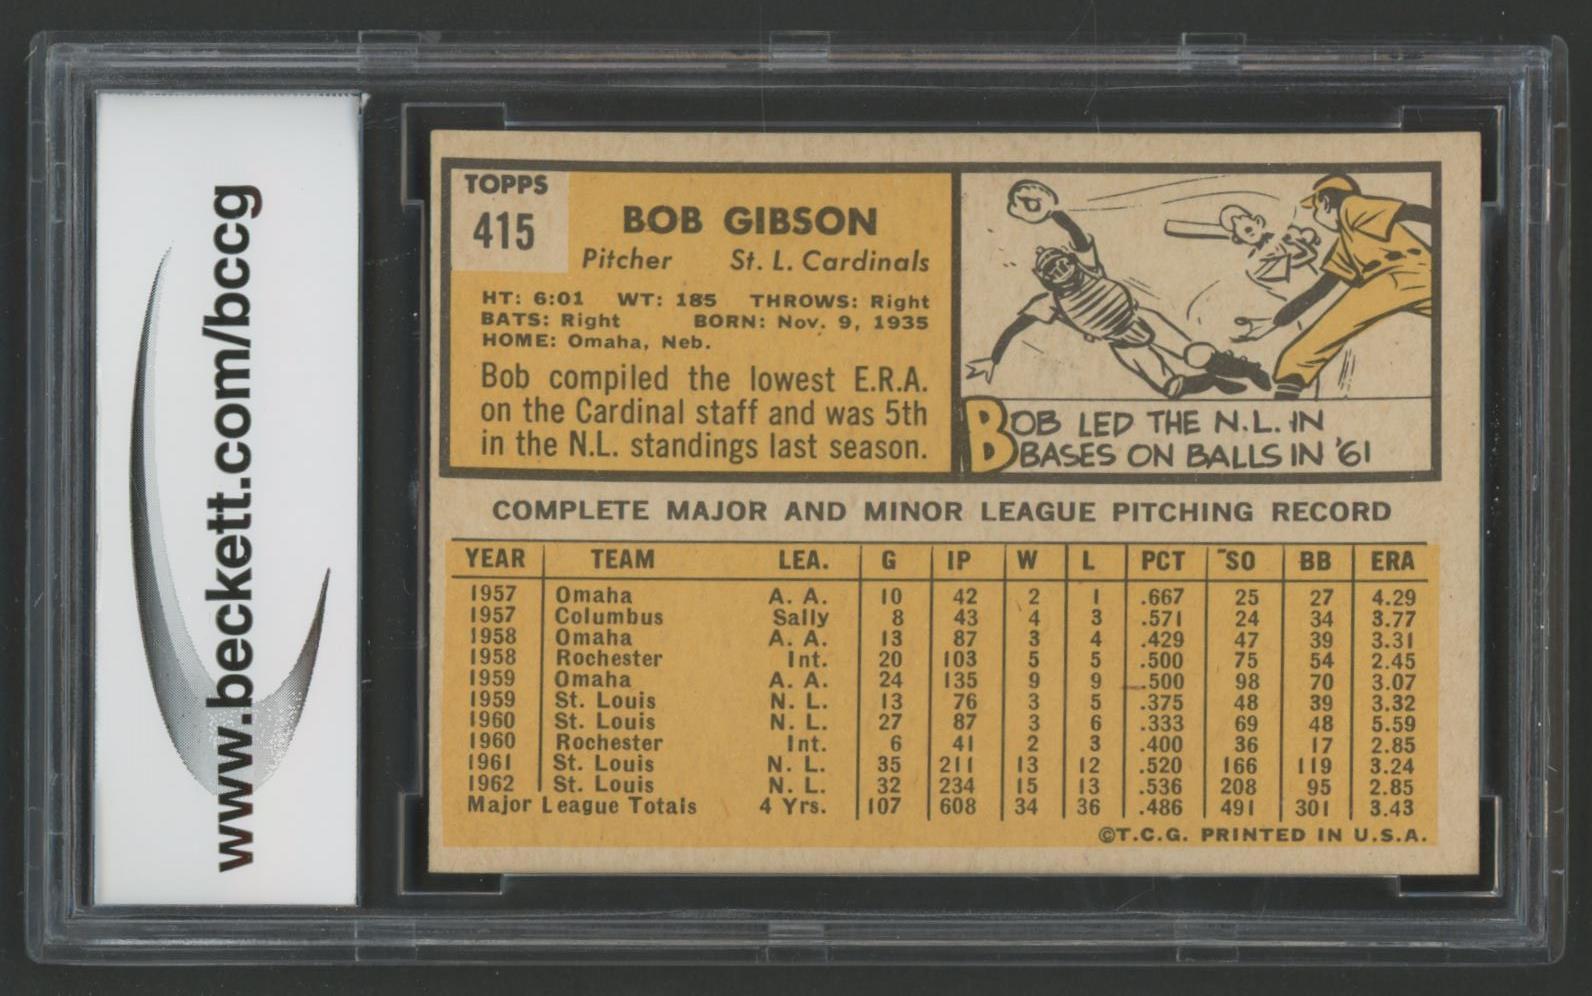 www.beckett.com/bccg
TOPPS
415
BOB GIBSON
Pitcher St. L. Cardinals
HT: 6:01 WT: 185 THROWS: Right
BATS: Right BORN: Nov. 9, 1935
HOME: Omaha, Neb.
Bob compiled the lowest E.R.A.
on the Cardinal staff and was 5th
in the N.L. standings last season.
BOB LED THE N.L. IN
BASES ON BALLS IN '61
COMPLETE MAJOR AND MINOR LEAGUE PITCHING RECORD
YEAR TEAM LEA. G IP W L PCT SO BB ERA
1957 Omaha A. A. 10 42 2 1 .667 25 27 4.29
1957 Columbus Sally 8 43 4 3 .571 24 34 3.77
1958 Omaha A. A. 13 87 3 4 .429 47 39 3.31
1958 Rochester Int. 20 103 5 5 .500 75 54 2.45
1959 Omaha A. A. 24 135 9 9 .500 98 70 3.07
1959 St. Louis N. L. 13 76 3 5 .375 48 39 3.32
1960 St. Louis N. L. 27 87 3 6 .333 69 48 5.59
1960 Rochester Int. 6 41 2 3 .400 36 17 2.85
1961 St. Louis N. L. 35 211 13 12 .520 166 119 3.24
1962 St. Louis N. L. 32 234 15 13 .536 208 95 2.85
Major League Totals 4 Yrs. 107 608 34 36 .486 491 301 3.43
©T.C.G. PRINTED IN U.S.A.